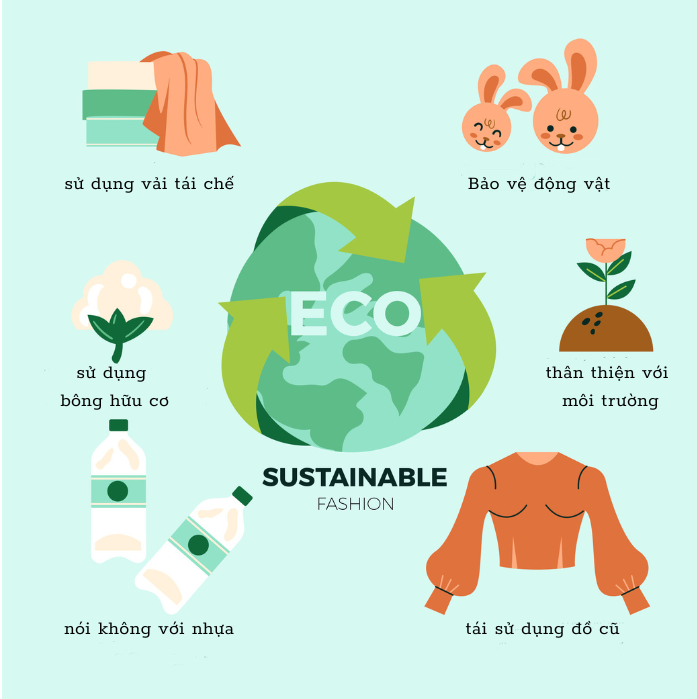 sử dụng vải tái chế
Bảo vệ động vật
ECO
sử dụng
bông hữu cơ
thân thiện với
môi trường
SUSTAINABLE
FASHION
nói không với nhựa
tái sử dụng đồ cũ